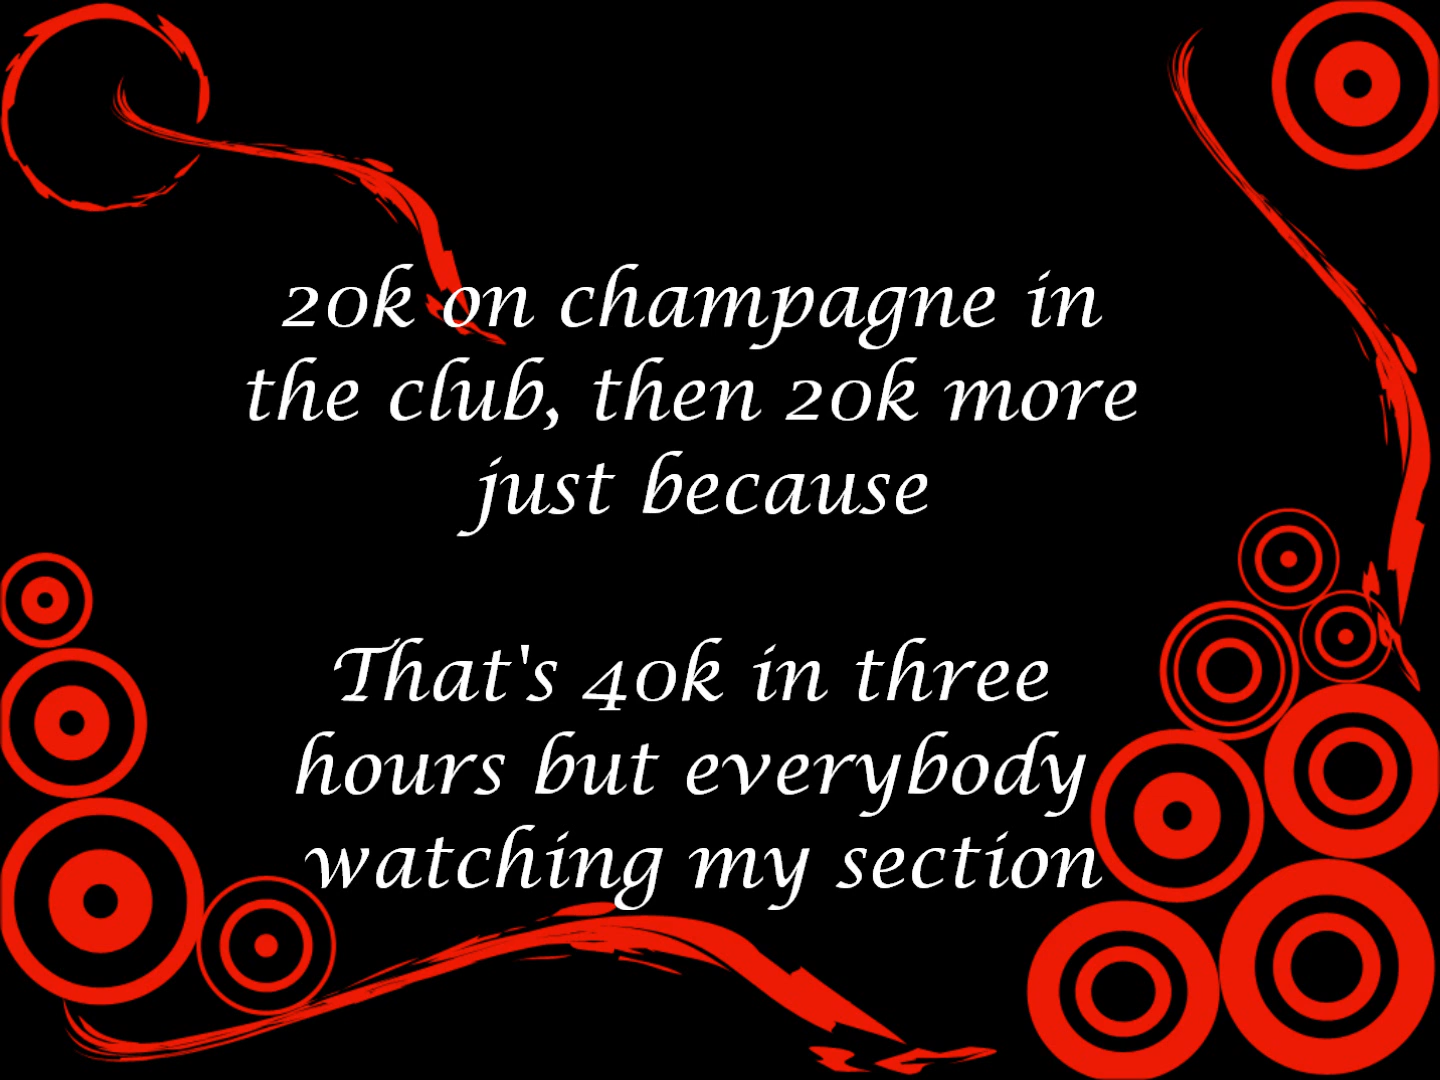 20k on champagne in
the club, then 20k more
just because
That's 40k in three
hours but everybody
watching my section